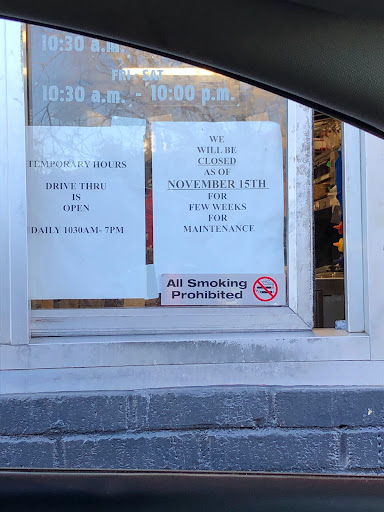 10:30 a.m.
FRI - SAT
10:30 a.m. - 10:00 p.m.
TEMPORARY HOURS
DRIVE THRU
IS
OPEN
DAILY 1030AM- 7PM
WE
WILL BE
CLOSED
AS OF
NOVEMBER 15TH
FOR
FEW WEEKS
FOR
MAINTENANCE
All Smoking
Prohibited